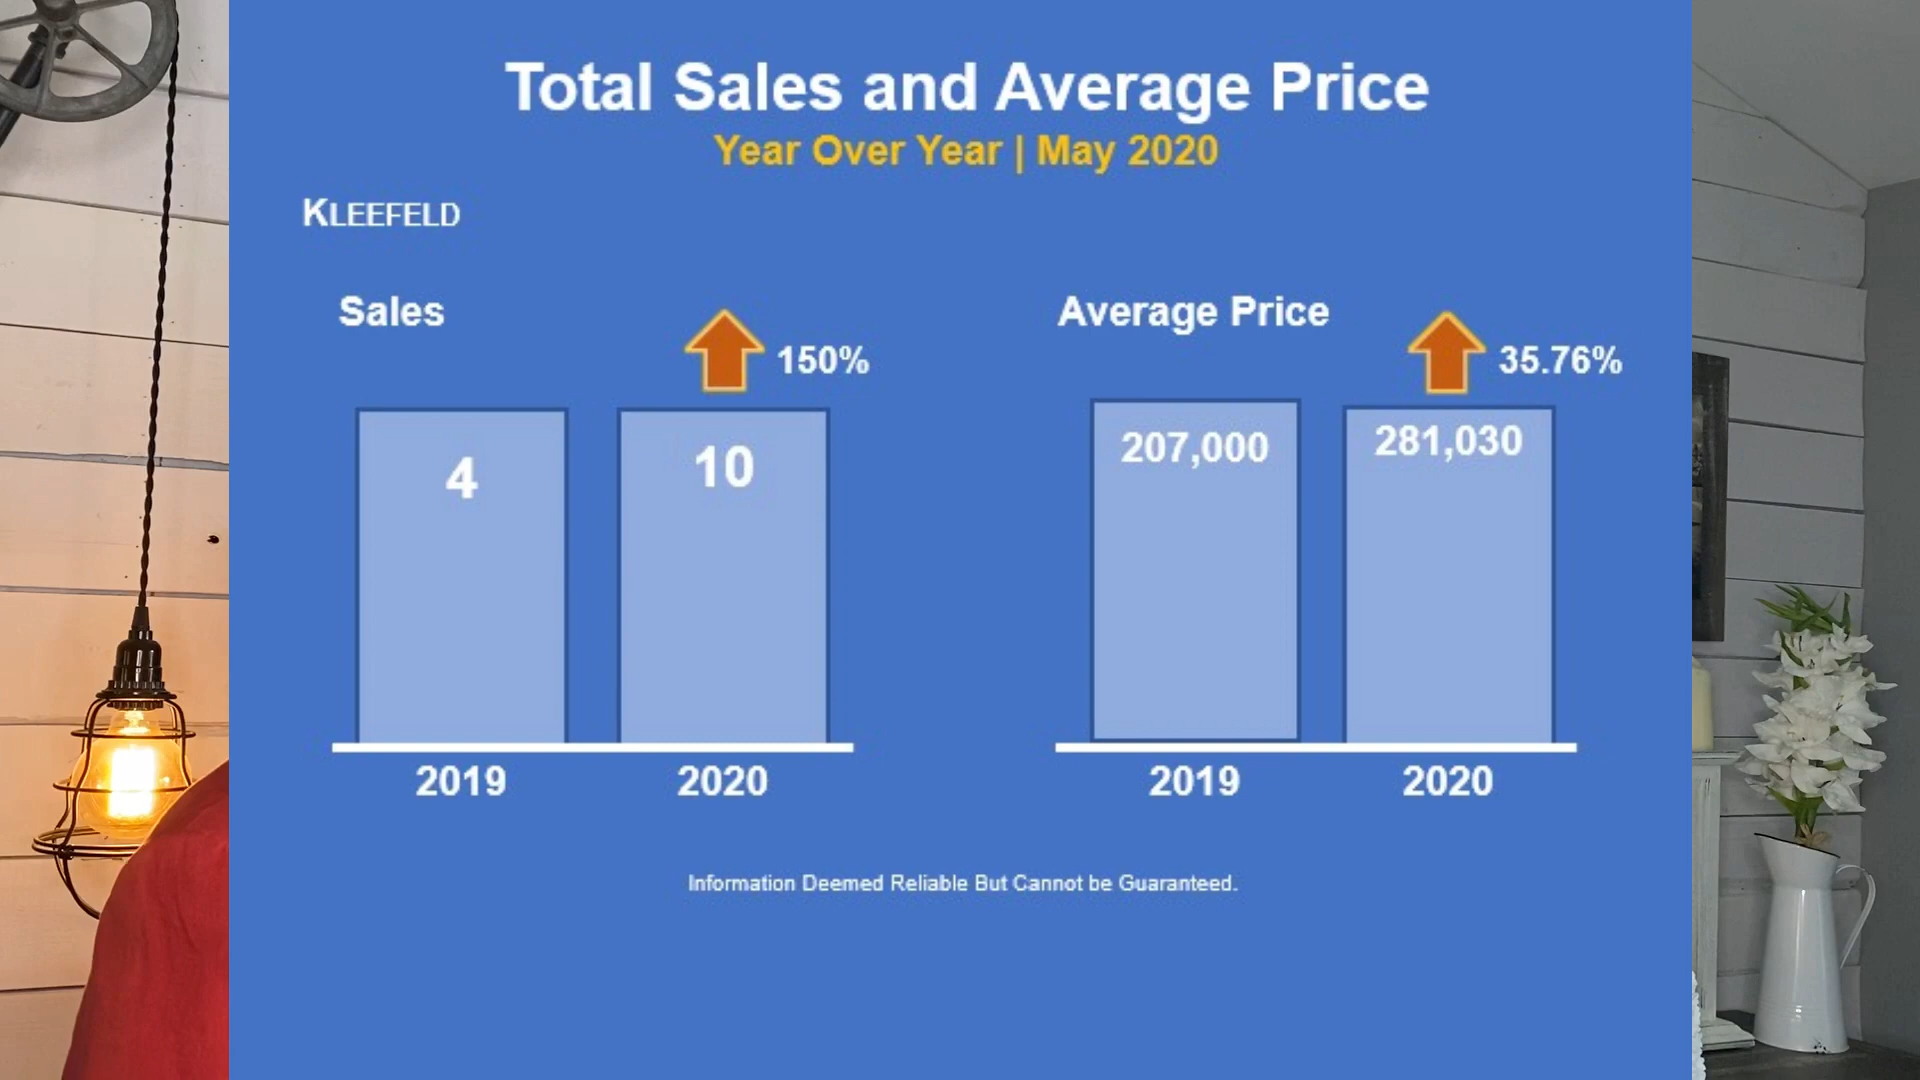 Total Sales and Average Price
Year Over Year | May 2020
KLEEFELD
Sales
150%
4
10
2019
2020
Average Price
35.76%
207,000
281,030
2019
2020
Information Deemed Reliable But Cannot be Guaranteed.